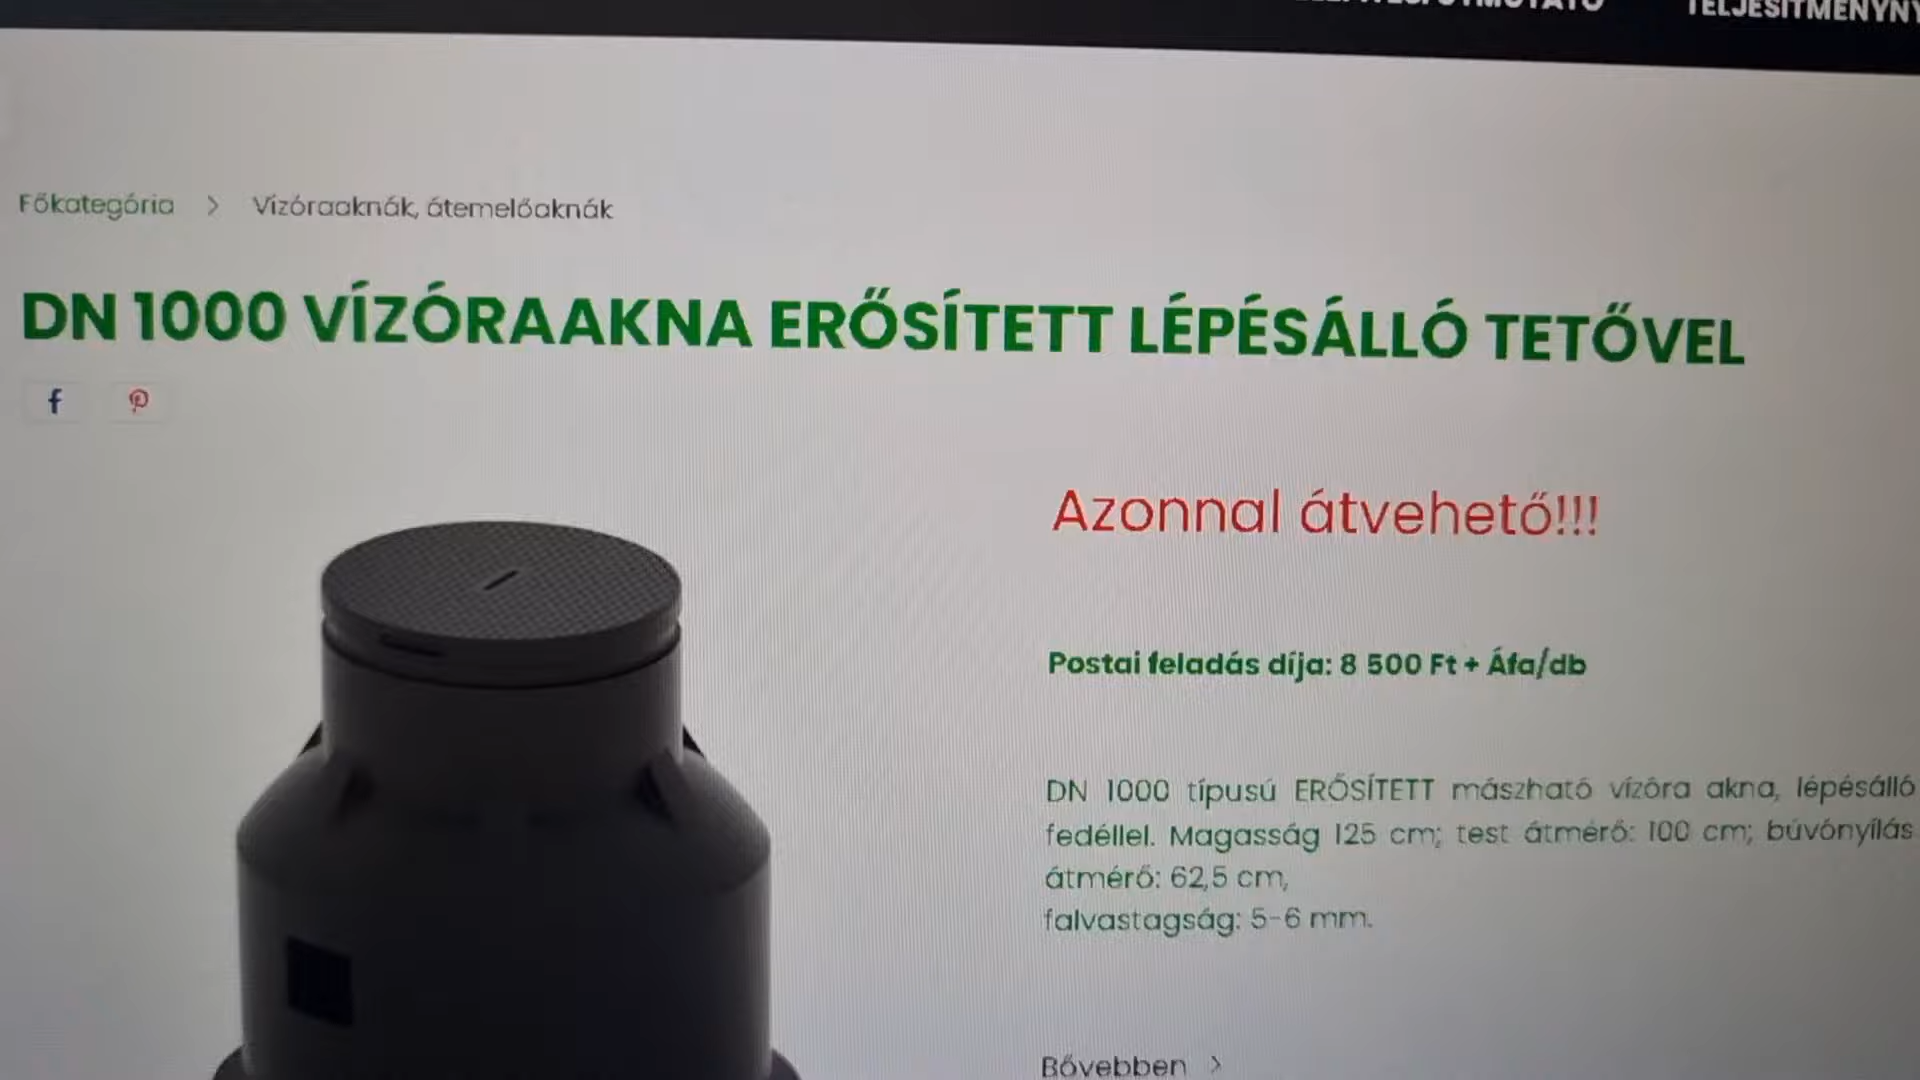 TELJESÍTMÉNYNY
Főkategória > Vízóraaknák, átemelőaknák
DN 1000 VÍZÓRAAKNA ERŐSÍTETT LÉPÉSÁLLÓ TETŐVEL
f
Azonnal átvehető!!!
Postai feladás díja: 8 500 Ft + Áfa/db
DN 1000 típusú ERŐSÍTETT mászható vízóra akna, lépésálló
fedéllel. Magasság 125 cm; test átmérő: 100 cm; búvónyílás
átmérő: 62,5 cm,
falvastagság: 5-6 mm.
Bővebben >